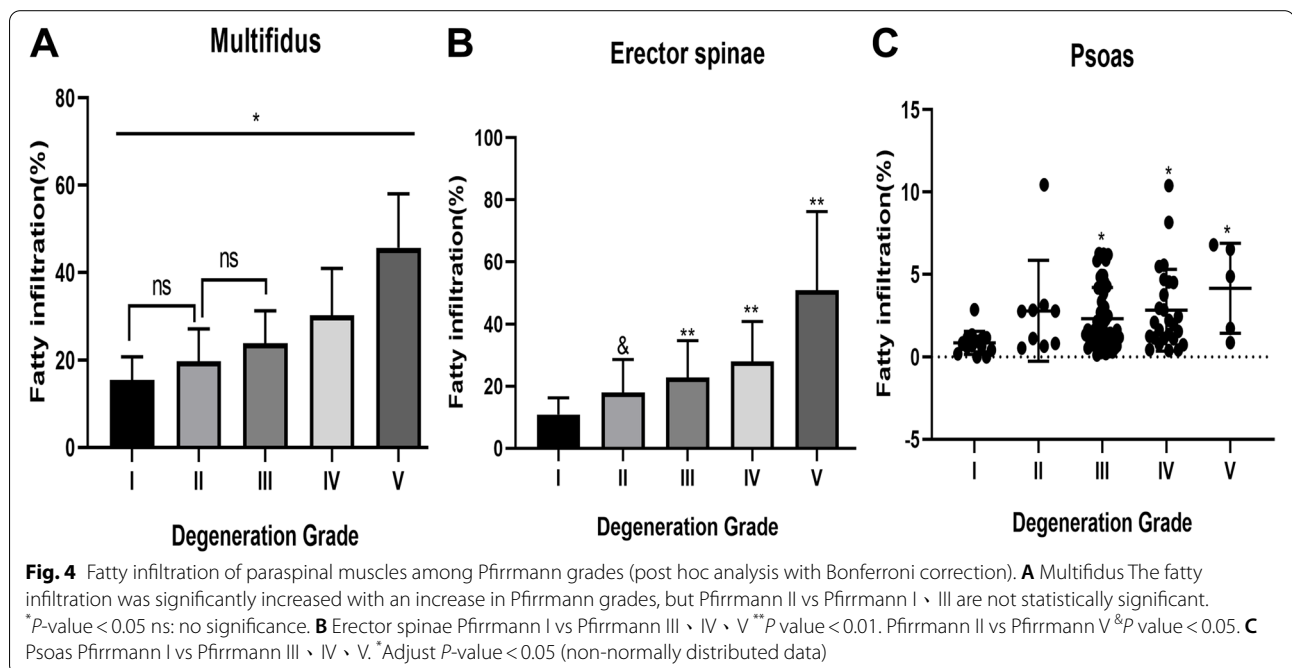 A
Multifidus
Fatty infiltration(%)
80
60
40
20
0
*
ns
ns
I
II
III
IV
V
Degeneration Grade
B
Erector spinae
Fatty infiltration(%)
100
80
60
40
20
0
&
**
**
**
I
II
III
IV
V
Degeneration Grade
C
Psoas
Fatty infiltration(%)
15
10
5
0
-5
*
*
*
I
II
III
IV
V
Degeneration Grade
Fig. 4 Fatty infiltration of paraspinal muscles among Pfirrmann grades (post hoc analysis with Bonferroni correction). A Multifidus The fatty
infiltration was significantly increased with an increase in Pfirrmann grades, but Pfirrmann II vs Pfirrmann I、III are not statistically significant.
*P-value < 0.05 ns: no significance. B Erector spinae Pfirrmann I vs Pfirrmann III、IV、V **P value < 0.01. Pfirrmann II vs Pfirrmann V &P value < 0.05. C
Psoas Pfirrmann I vs Pfirrmann III、IV、V. *Adjust P-value < 0.05 (non-normally distributed data)